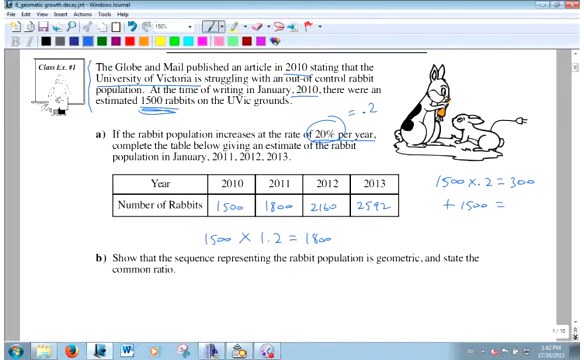 6_geometic growth decay.jnt - Windows Journal
File Edit View Insert Actions Tools Help
150%
Class Ex. #1
The Globe and Mail published an article in 2010 stating that the
University of Victoria is struggling with an out of control rabbit
population. At the time of writing in January, 2010, there were an
estimated 1500 rabbits on the UVic grounds.
= .2
a) If the rabbit population increases at the rate of 20% per year,
complete the table below giving an estimate of the rabbit
population in January, 2011, 2012, 2013.
Year 2010 2011 2012 2013
Number of Rabbits 1500 1800 2160 2592
1500 x .2 = 300
+ 1500 =
1500 x 1.2 = 1800
b) Show that the sequence representing the rabbit population is geometric, and state the
common ratio.
1 / 10
1:42 PM
17/10/2013